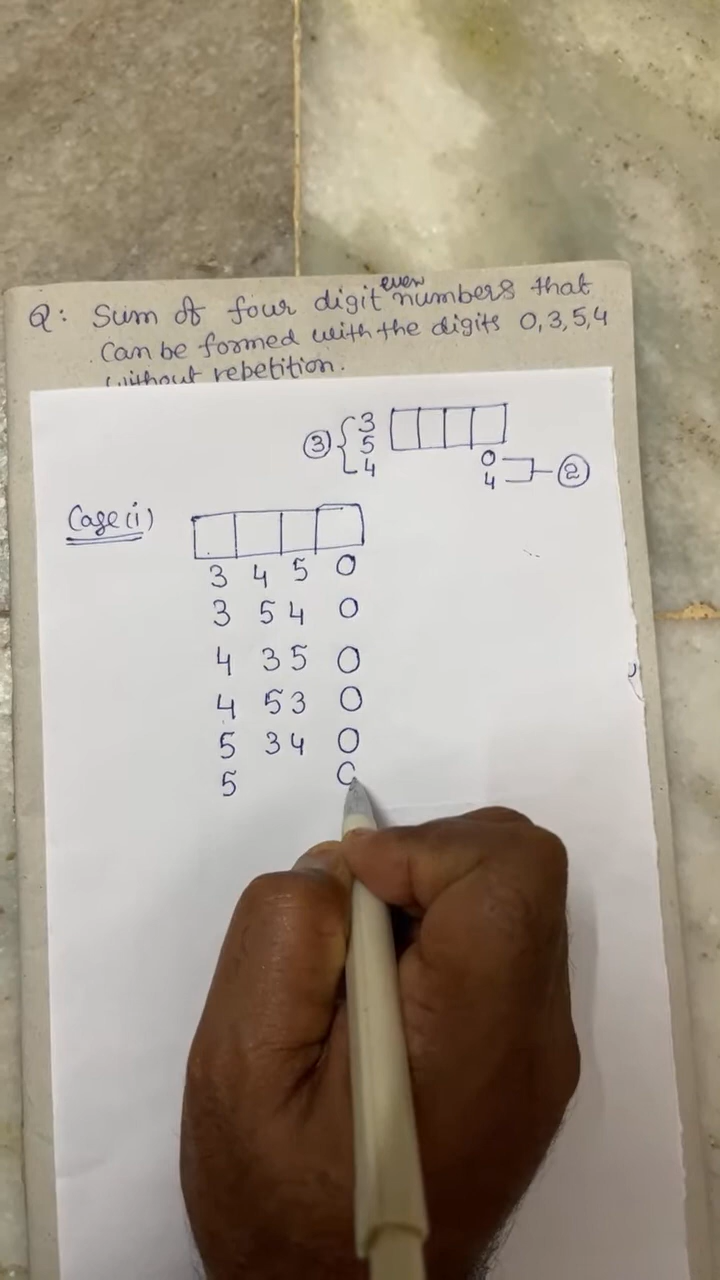 Q: Sum of four digit even numbers that
can be formed with the digits 0,3,5,4
without repetition.
3 { 3
5
4
0
4
2
Case (i)
3 4 5 0
3 5 4 0
4 3 5 0
4 5 3 0
5 3 4 0
5 0